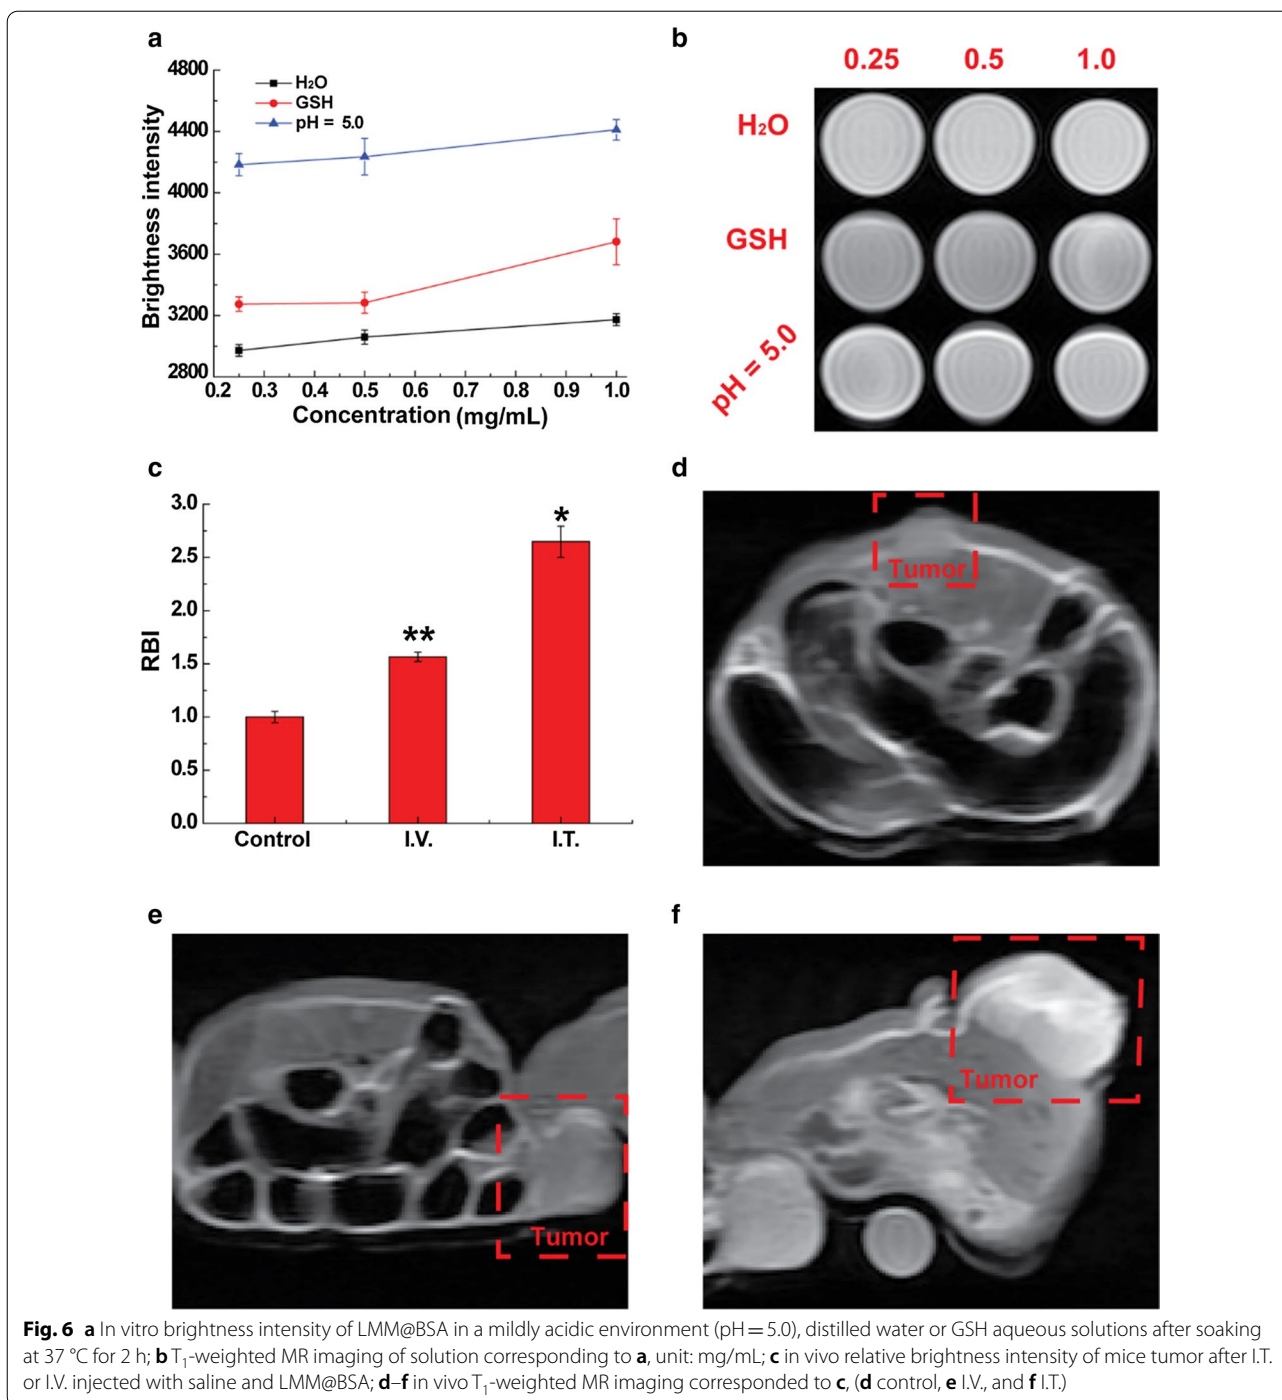 a
4800
4400
4000
3600
3200
2800
Brightness intensity
H₂O
GSH
pH = 5.0
0.2 0.3 0.4 0.5 0.6 0.7 0.8 0.9 1.0
Concentration (mg/mL)
b
0.25 0.5 1.0
H₂O
GSH
pH = 5.0
c
3.0
2.5
2.0
1.5
1.0
0.5
0.0
RBI
*
**
Control I.V. I.T.
d
Tumor
e
Tumor
f
Tumor
Fig. 6 a In vitro brightness intensity of LMM@BSA in a mildly acidic environment (pH = 5.0), distilled water or GSH aqueous solutions after soaking
at 37 °C for 2 h; b T₁-weighted MR imaging of solution corresponding to a, unit: mg/mL; c in vivo relative brightness intensity of mice tumor after I.T.
or I.V. injected with saline and LMM@BSA; d–f in vivo T₁-weighted MR imaging corresponded to c, (d control, e I.V., and f I.T.)